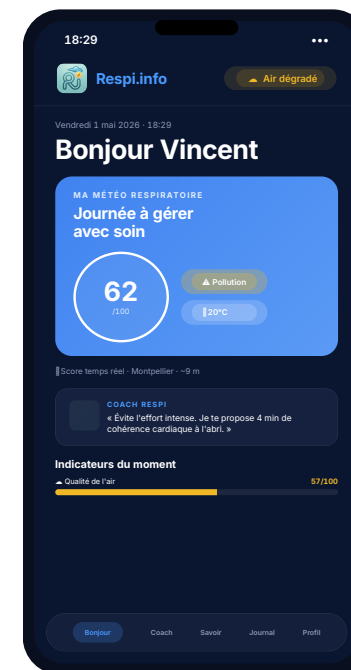 18:29
Respi.info
Air dégradé
Vendredi 1 mai 2026 · 18:29
Bonjour Vincent
MA MÉTÉO RESPIRATOIRE
Journée à gérer
avec soin
62
/100
Pollution
20°C
Score temps réel · Montpellier · ~9 m
COACH RESPI
« Évite l'effort intense. Je te propose 4 min de
cohérence cardiaque à l'abri. »
Indicateurs du moment
Qualité de l'air
57/100
Bonjour
Coach
Savoir
Journal
Profil